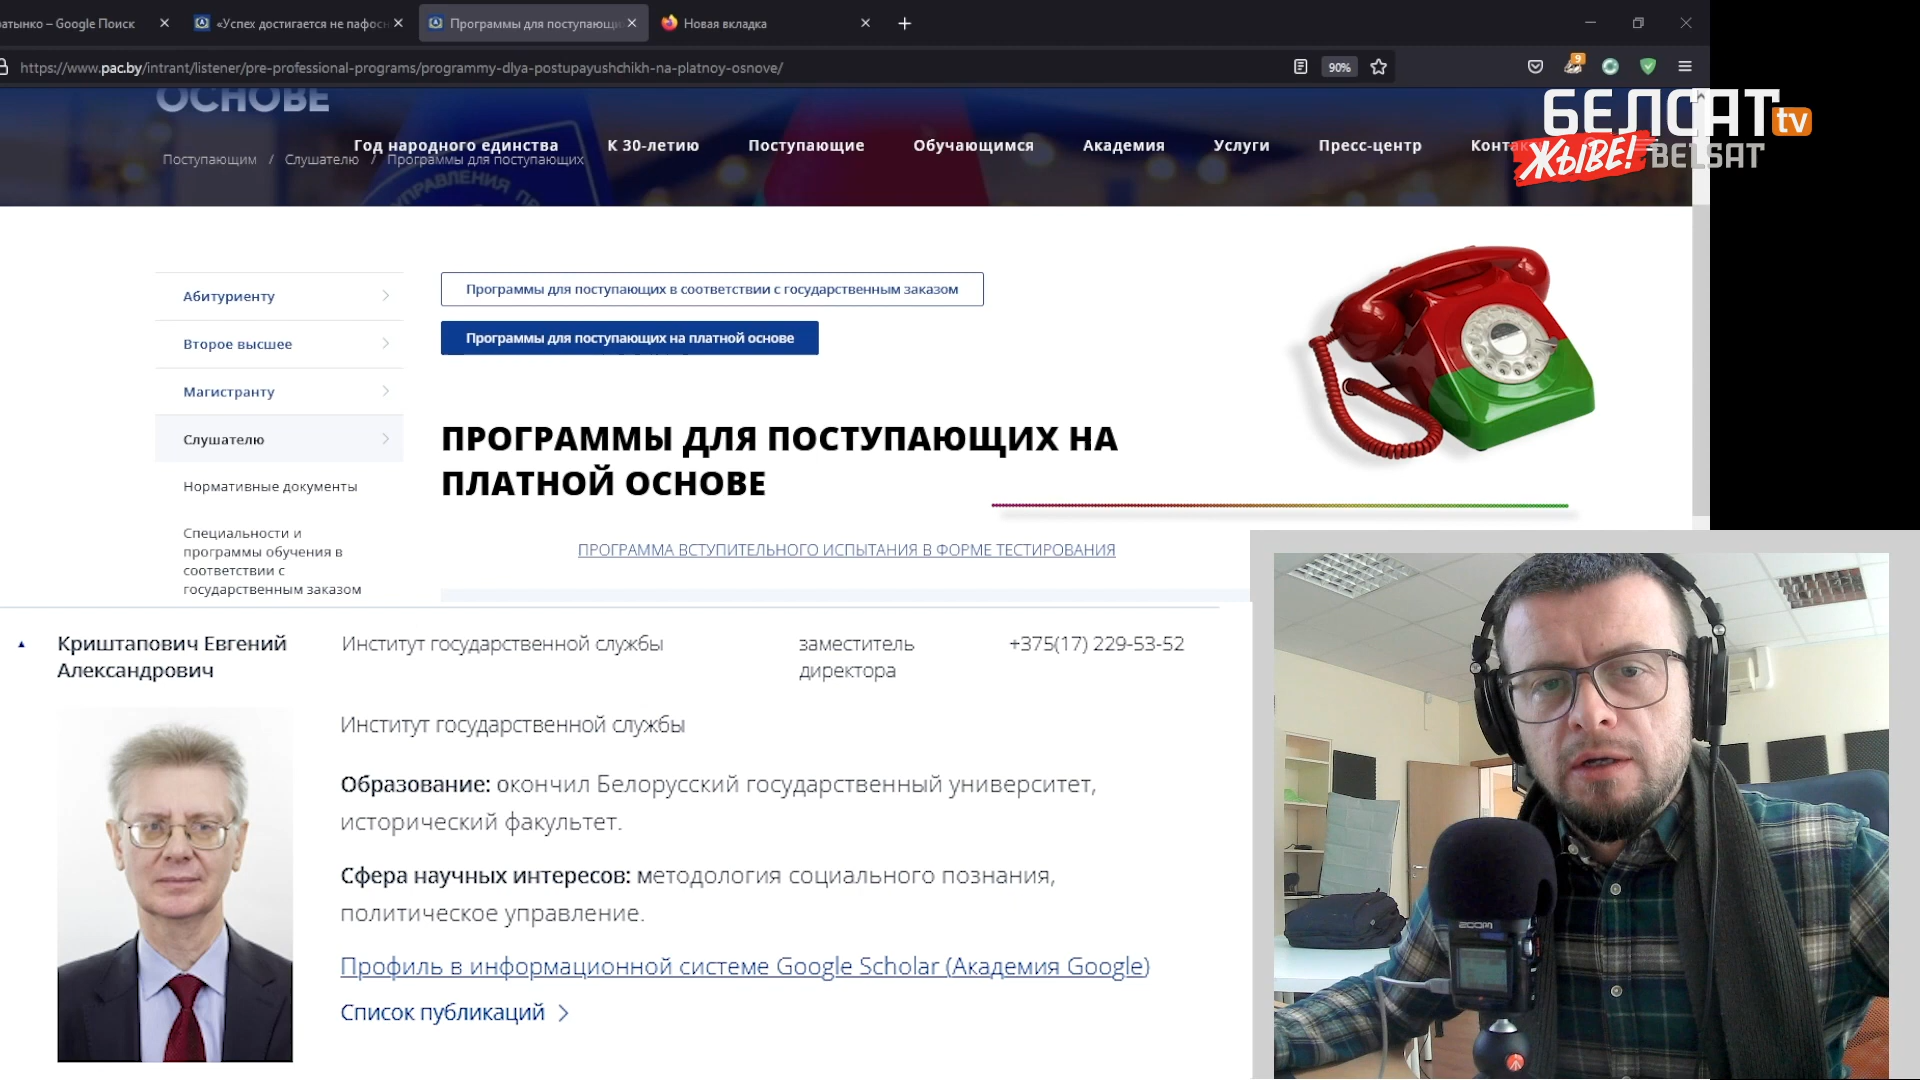 атынко – Google Поиск
«Успех достигается не пафосн
Программы для поступающи
Новая вкладка
https://www.pac.by/intrant/listener/pre-professional-programs/programmy-dlya-postupayushchikh-na-platnoy-osnove/
90%
9
ОСНОВЕ
БЕЛСАТ tv
ЖЫВЕ! BELSAT
Год народного единства
К 30-летию
Поступающие
Обучающимся
Академия
Услуги
Пресс-центр
Конта
Поступающим / Слушателю / Программы для поступающих
УПРАВЛЕНИЯ
Абитуриенту
Второе высшее
Магистранту
Слушателю
Нормативные документы
Специальности и
программы обучения в
соответствии с
государственным заказом
Программы для поступающих в соответствии с государственным заказом
Программы для поступающих на платной основе
ПРОГРАММЫ ДЛЯ ПОСТУПАЮЩИХ НА
ПЛАТНОЙ ОСНОВЕ
ПРОГРАММА ВСТУПИТЕЛЬНОГО ИСПЫТАНИЯ В ФОРМЕ ТЕСТИРОВАНИЯ
Криштапович Евгений
Александрович
Институт государственной службы
заместитель
директора
+375(17) 229-53-52
Институт государственной службы
Образование: окончил Белорусский государственный университет,
исторический факультет.
Сфера научных интересов: методология социального познания,
политическое управление.
Профиль в информационной системе Google Scholar (Академия Google)
Список публикаций
zoom